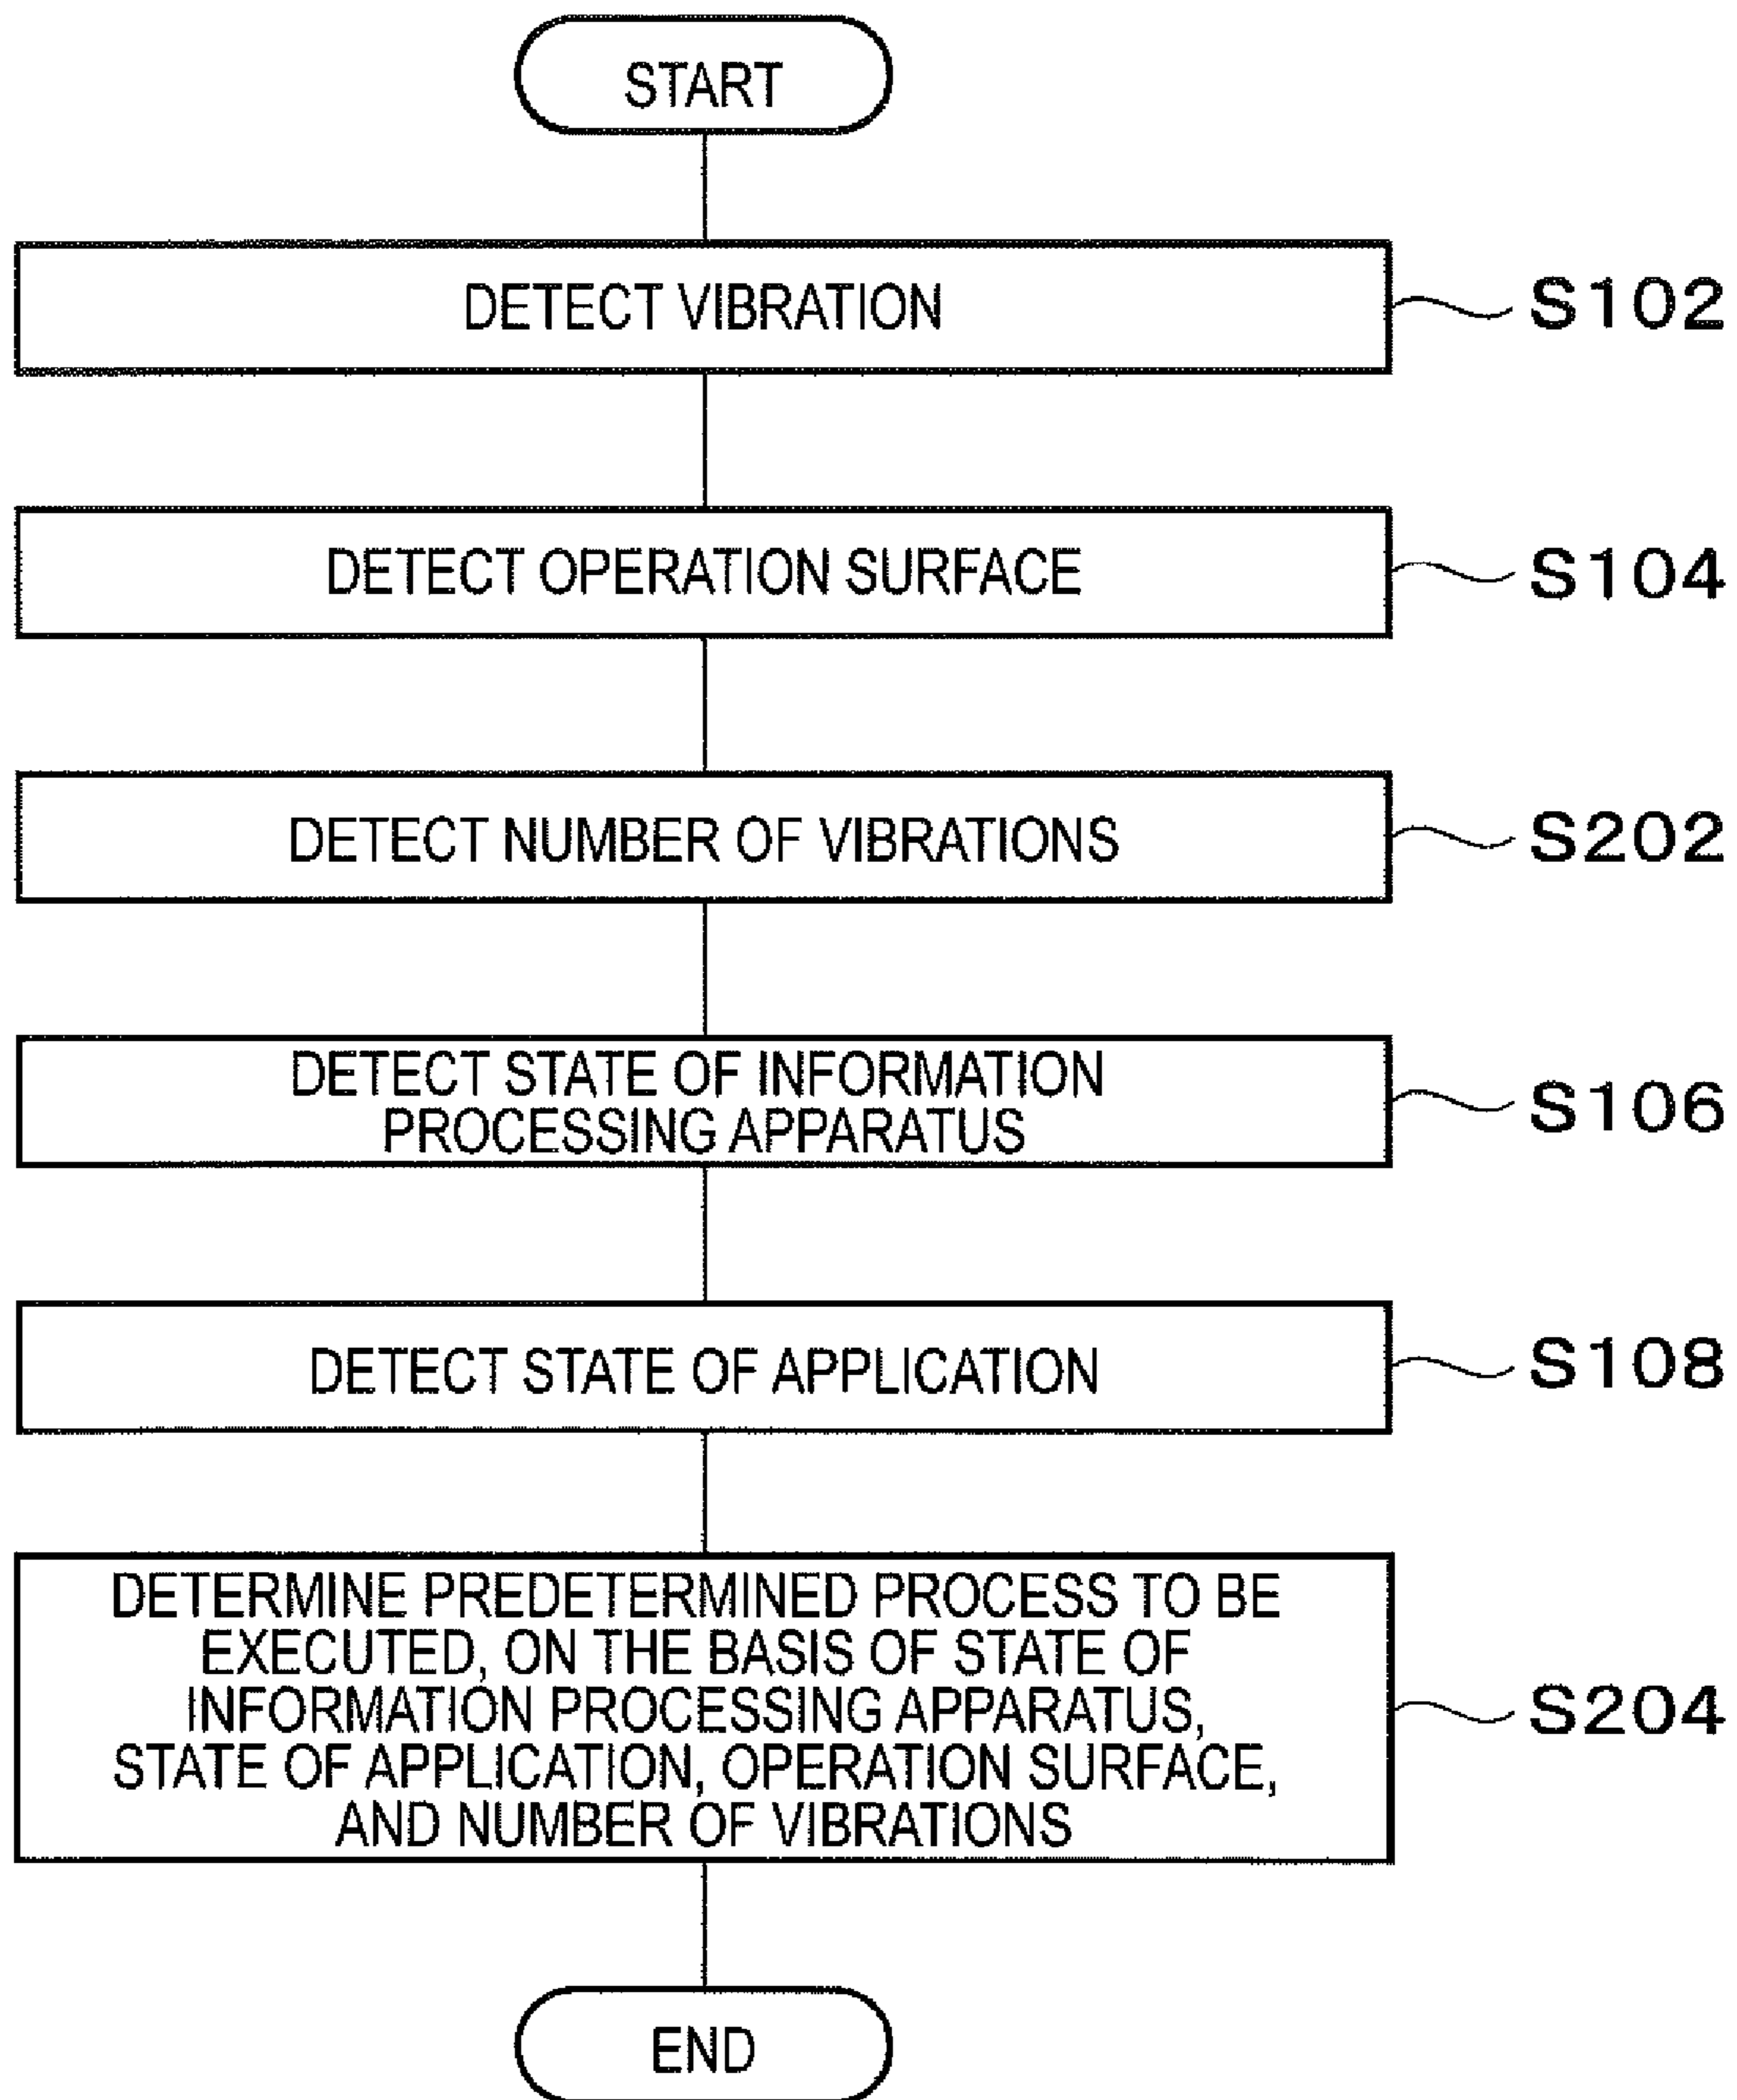 START
DETECT VIBRATION
S102
DETECT OPERATION SURFACE
S104
DETECT NUMBER OF VIBRATIONS
S202
DETECT STATE OF INFORMATION
PROCESSING APPARATUS
S106
DETECT STATE OF APPLICATION
S108
DETERMINE PREDETERMINED PROCESS TO BE
EXECUTED, ON THE BASIS OF STATE OF
INFORMATION PROCESSING APPARATUS,
STATE OF APPLICATION, OPERATION SURFACE,
AND NUMBER OF VIBRATIONS
S204
END